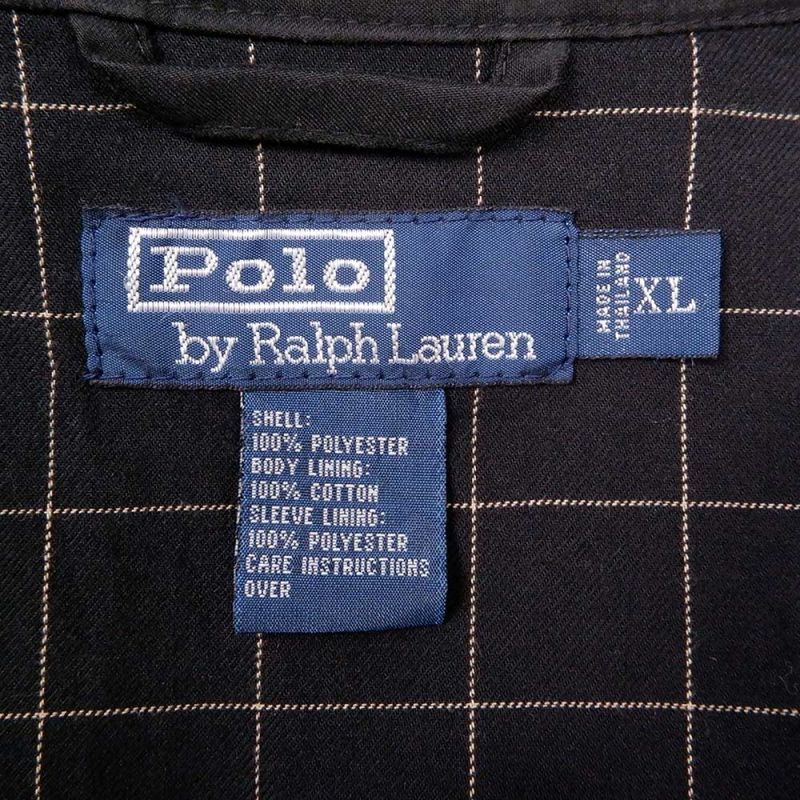 Polo
by Ralph Lauren
MADE IN
THAILAND
XL
SHELL:
100% POLYESTER
BODY LINING:
100% COTTON
SLEEVE LINING:
100% POLYESTER
CARE INSTRUCTIONS
OVER